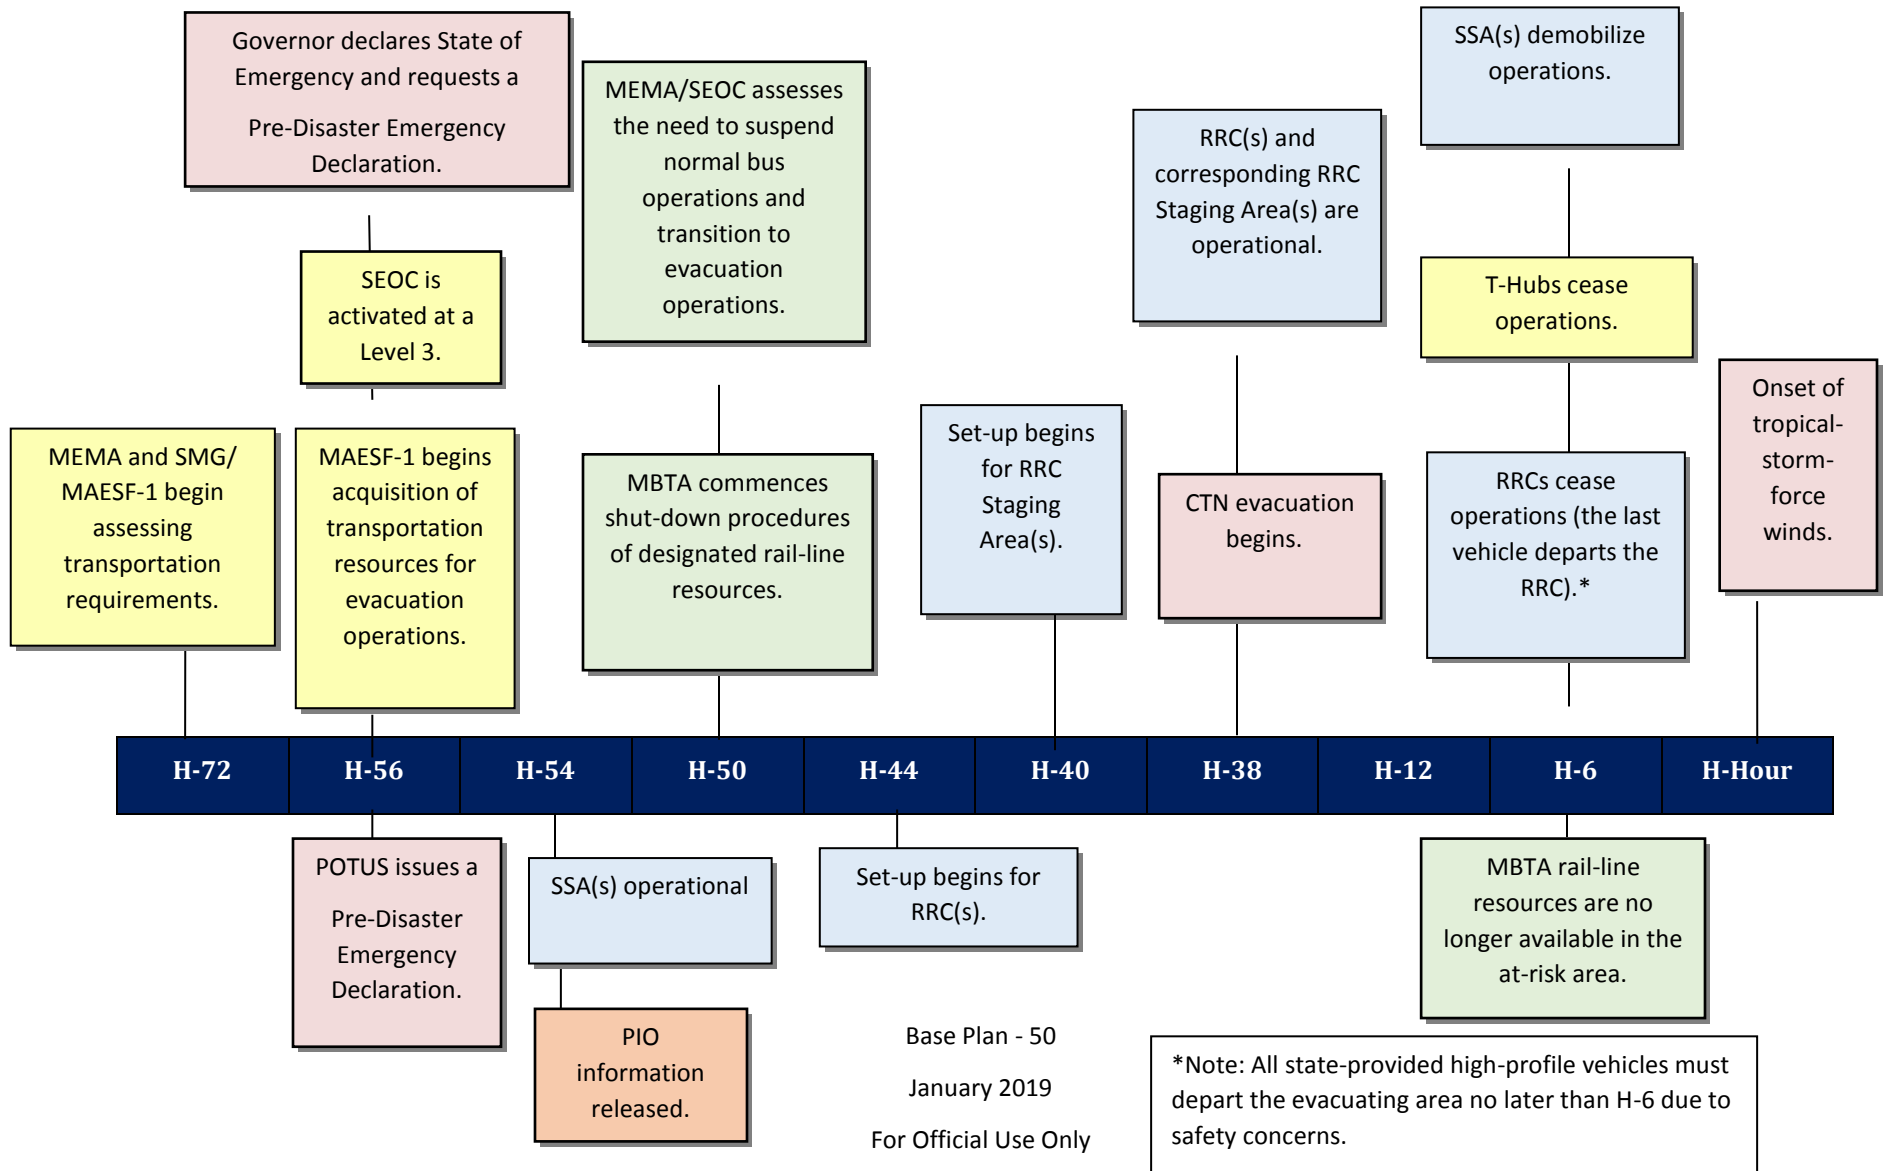 Governor declares State of
Emergency and requests a
Pre-Disaster Emergency
Declaration.
SEOC is
activated at a
Level 3.
MEMA and SMG/
MAESF-1 begin
assessing
transportation
requirements.
MAESF-1 begins
acquisition of
transportation
resources for
evacuation
operations.
MEMA/SEOC assesses
the need to suspend
normal bus
operations and
transition to
evacuation
operations.
MBTA commences
shut-down procedures
of designated rail-line
resources.
Set-up begins
for RRC
Staging
Area(s).
RRC(s) and
corresponding RRC
Staging Area(s) are
operational.
CTN evacuation
begins.
SSA(s) demobilize
operations.
T-Hubs cease
operations.
RRCs cease
operations (the last
vehicle departs the
RRC).*
Onset of
tropical-
storm-
force
winds.
H-72 H-56 H-54 H-50 H-44 H-40 H-38 H-12 H-6 H-Hour
POTUS issues a
Pre-Disaster
Emergency
Declaration.
SSA(s) operational
PIO
information
released.
Set-up begins for
RRC(s).
MBTA rail-line
resources are no
longer available in the
at-risk area.
Base Plan - 50
January 2019
For Official Use Only
*Note: All state-provided high-profile vehicles must
depart the evacuating area no later than H-6 due to
safety concerns.